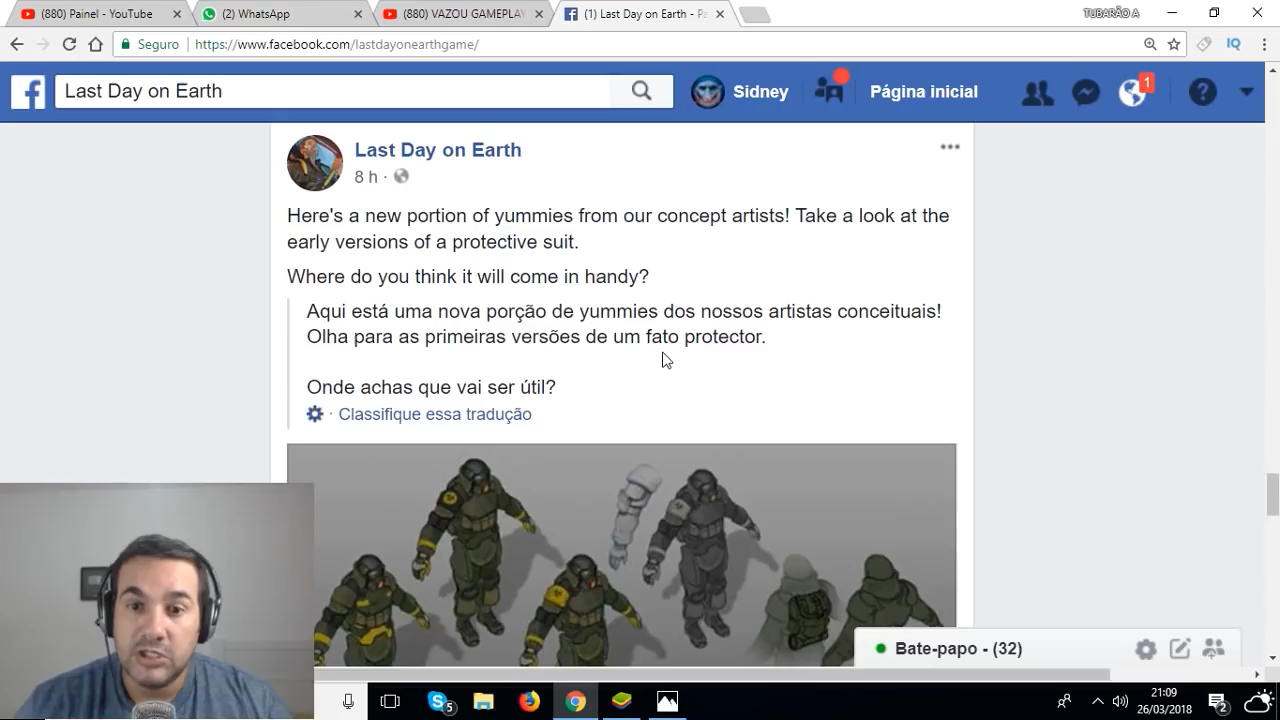 (880) Painel - YouTube
(2) WhatsApp
(880) VAZOU GAMEPLAY
(1) Last Day on Earth - Pa
TUBARÃO A
Seguro
https://www.facebook.com/lastdayonearthgame/
IQ
Last Day on Earth
Sidney
Página inicial
1
Last Day on Earth
8 h
Here's a new portion of yummies from our concept artists! Take a look at the
early versions of a protective suit.
Where do you think it will come in handy?
Aqui está uma nova porção de yummies dos nossos artistas conceituais!
Olha para as primeiras versões de um fato protector.
Onde achas que vai ser útil?
Classifique essa tradução
Bate-papo - (32)
5
21:09
26/03/2018
2